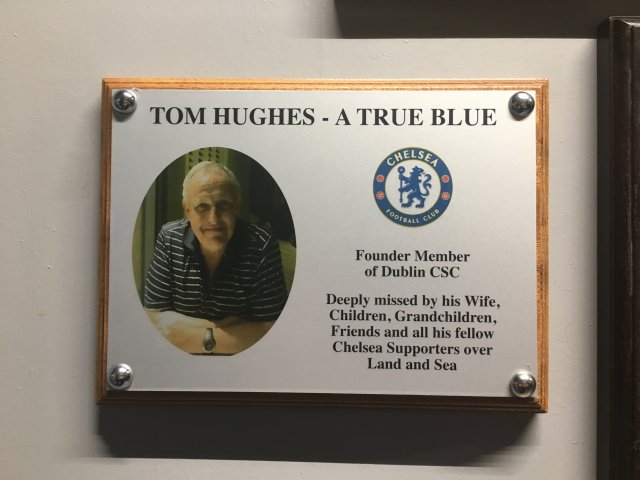 TOM HUGHES - A TRUE BLUE
CHELSEA
FOOTBALL CLUB
Founder Member
of Dublin CSC
Deeply missed by his Wife,
Children, Grandchildren,
Friends and all his fellow
Chelsea Supporters over
Land and Sea